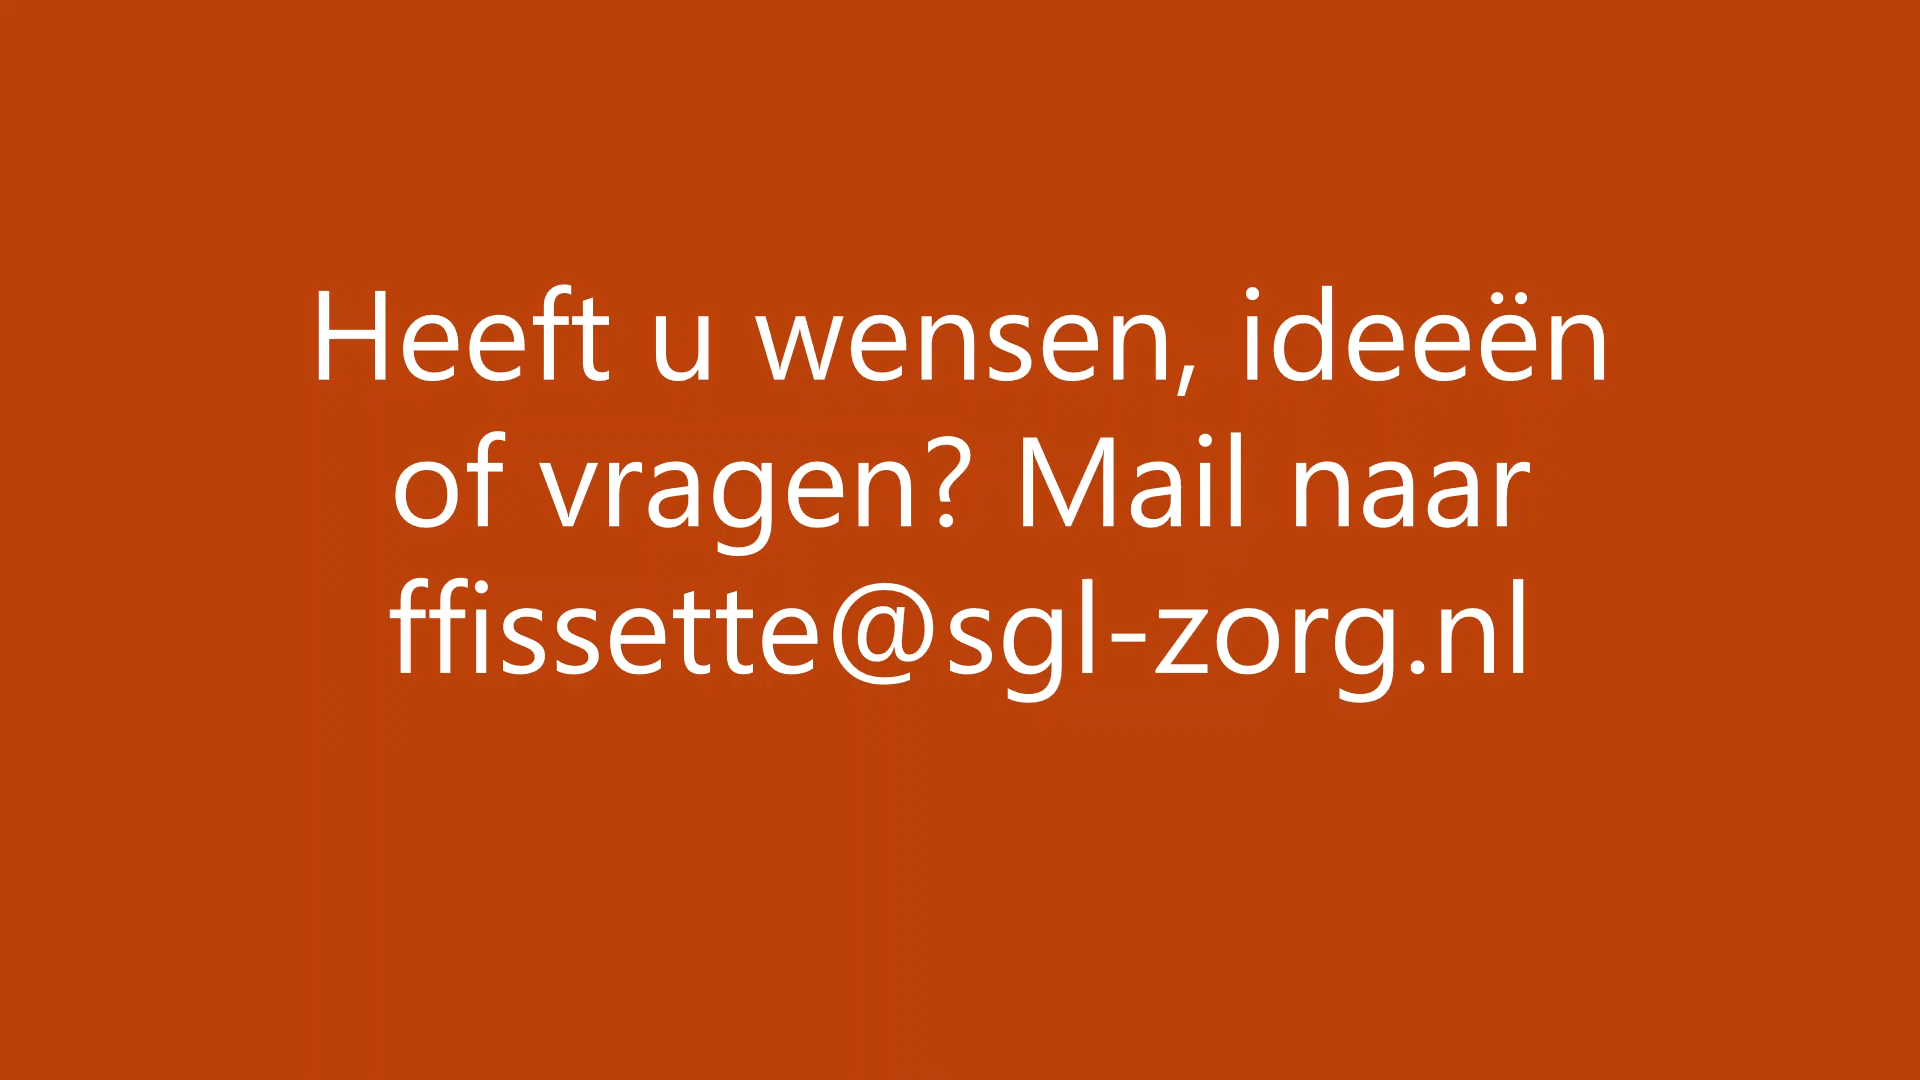 Heeft u wensen, ideeën
of vragen? Mail naar
ffissette@sgl-zorg.nl